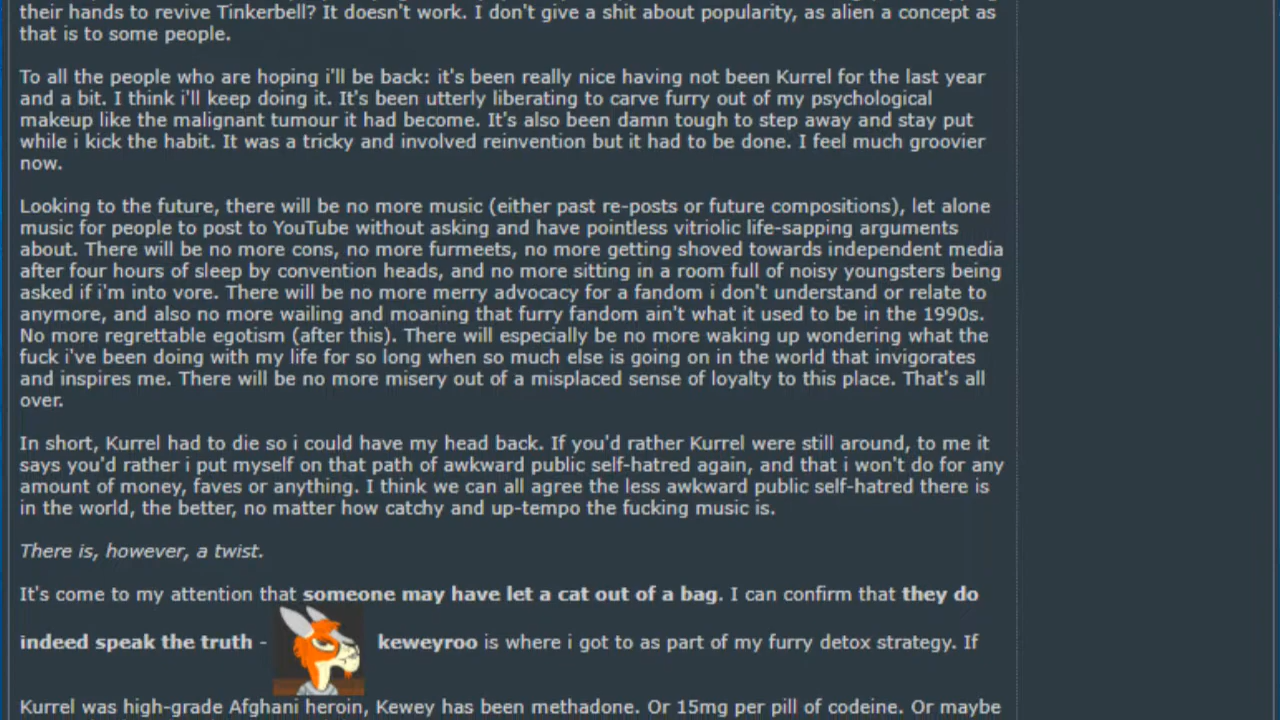 their hands to revive Tinkerbell? It doesn't work. I don't give a shit about popularity, as alien a concept as
that is to some people.
To all the people who are hoping i'll be back: it's been really nice having not been Kurrel for the last year
and a bit. I think i'll keep doing it. It's been utterly liberating to carve furry out of my psychological
makeup like the malignant tumour it had become. It's also been damn tough to step away and stay put
while i kick the habit. It was a tricky and involved reinvention but it had to be done. I feel much groovier
now.
Looking to the future, there will be no more music (either past re-posts or future compositions), let alone
music for people to post to YouTube without asking and have pointless vitriolic life-sapping arguments
about. There will be no more cons, no more furmeets, no more getting shoved towards independent media
after four hours of sleep by convention heads, and no more sitting in a room full of noisy youngsters being
asked if i'm into vore. There will be no more merry advocacy for a fandom i don't understand or relate to
anymore, and also no more wailing and moaning that furry fandom ain't what it used to be in the 1990s.
No more regrettable egotism (after this). There will especially be no more waking up wondering what the
fuck i've been doing with my life for so long when so much else is going on in the world that invigorates
and inspires me. There will be no more misery out of a misplaced sense of loyalty to this place. That's all
over.
In short, Kurrel had to die so i could have my head back. If you'd rather Kurrel were still around, to me it
says you'd rather i put myself on that path of awkward public self-hatred again, and that i won't do for any
amount of money, faves or anything. I think we can all agree the less awkward public self-hatred there is
in the world, the better, no matter how catchy and up-tempo the fucking music is.
There is, however, a twist.
It's come to my attention that someone may have let a cat out of a bag. I can confirm that they do
indeed speak the truth - keweyroo is where i got to as part of my furry detox strategy. If
Kurrel was high-grade Afghani heroin, Kewey has been methadone. Or 15mg per pill of codeine. Or maybe